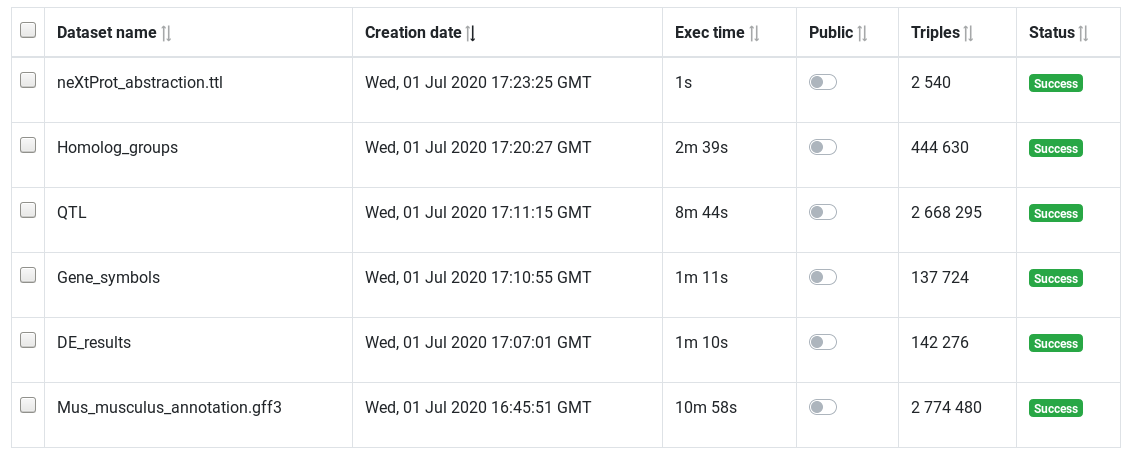 Dataset name Creation date Exec time Public Triples Status
neXtProt_abstraction.ttl Wed, 01 Jul 2020 17:23:25 GMT 1s 2 540 Success
Homolog_groups Wed, 01 Jul 2020 17:20:27 GMT 2m 39s 444 630 Success
QTL Wed, 01 Jul 2020 17:11:15 GMT 8m 44s 2 668 295 Success
Gene_symbols Wed, 01 Jul 2020 17:10:55 GMT 1m 11s 137 724 Success
DE_results Wed, 01 Jul 2020 17:07:01 GMT 1m 10s 142 276 Success
Mus_musculus_annotation.gff3 Wed, 01 Jul 2020 16:45:51 GMT 10m 58s 2 774 480 Success